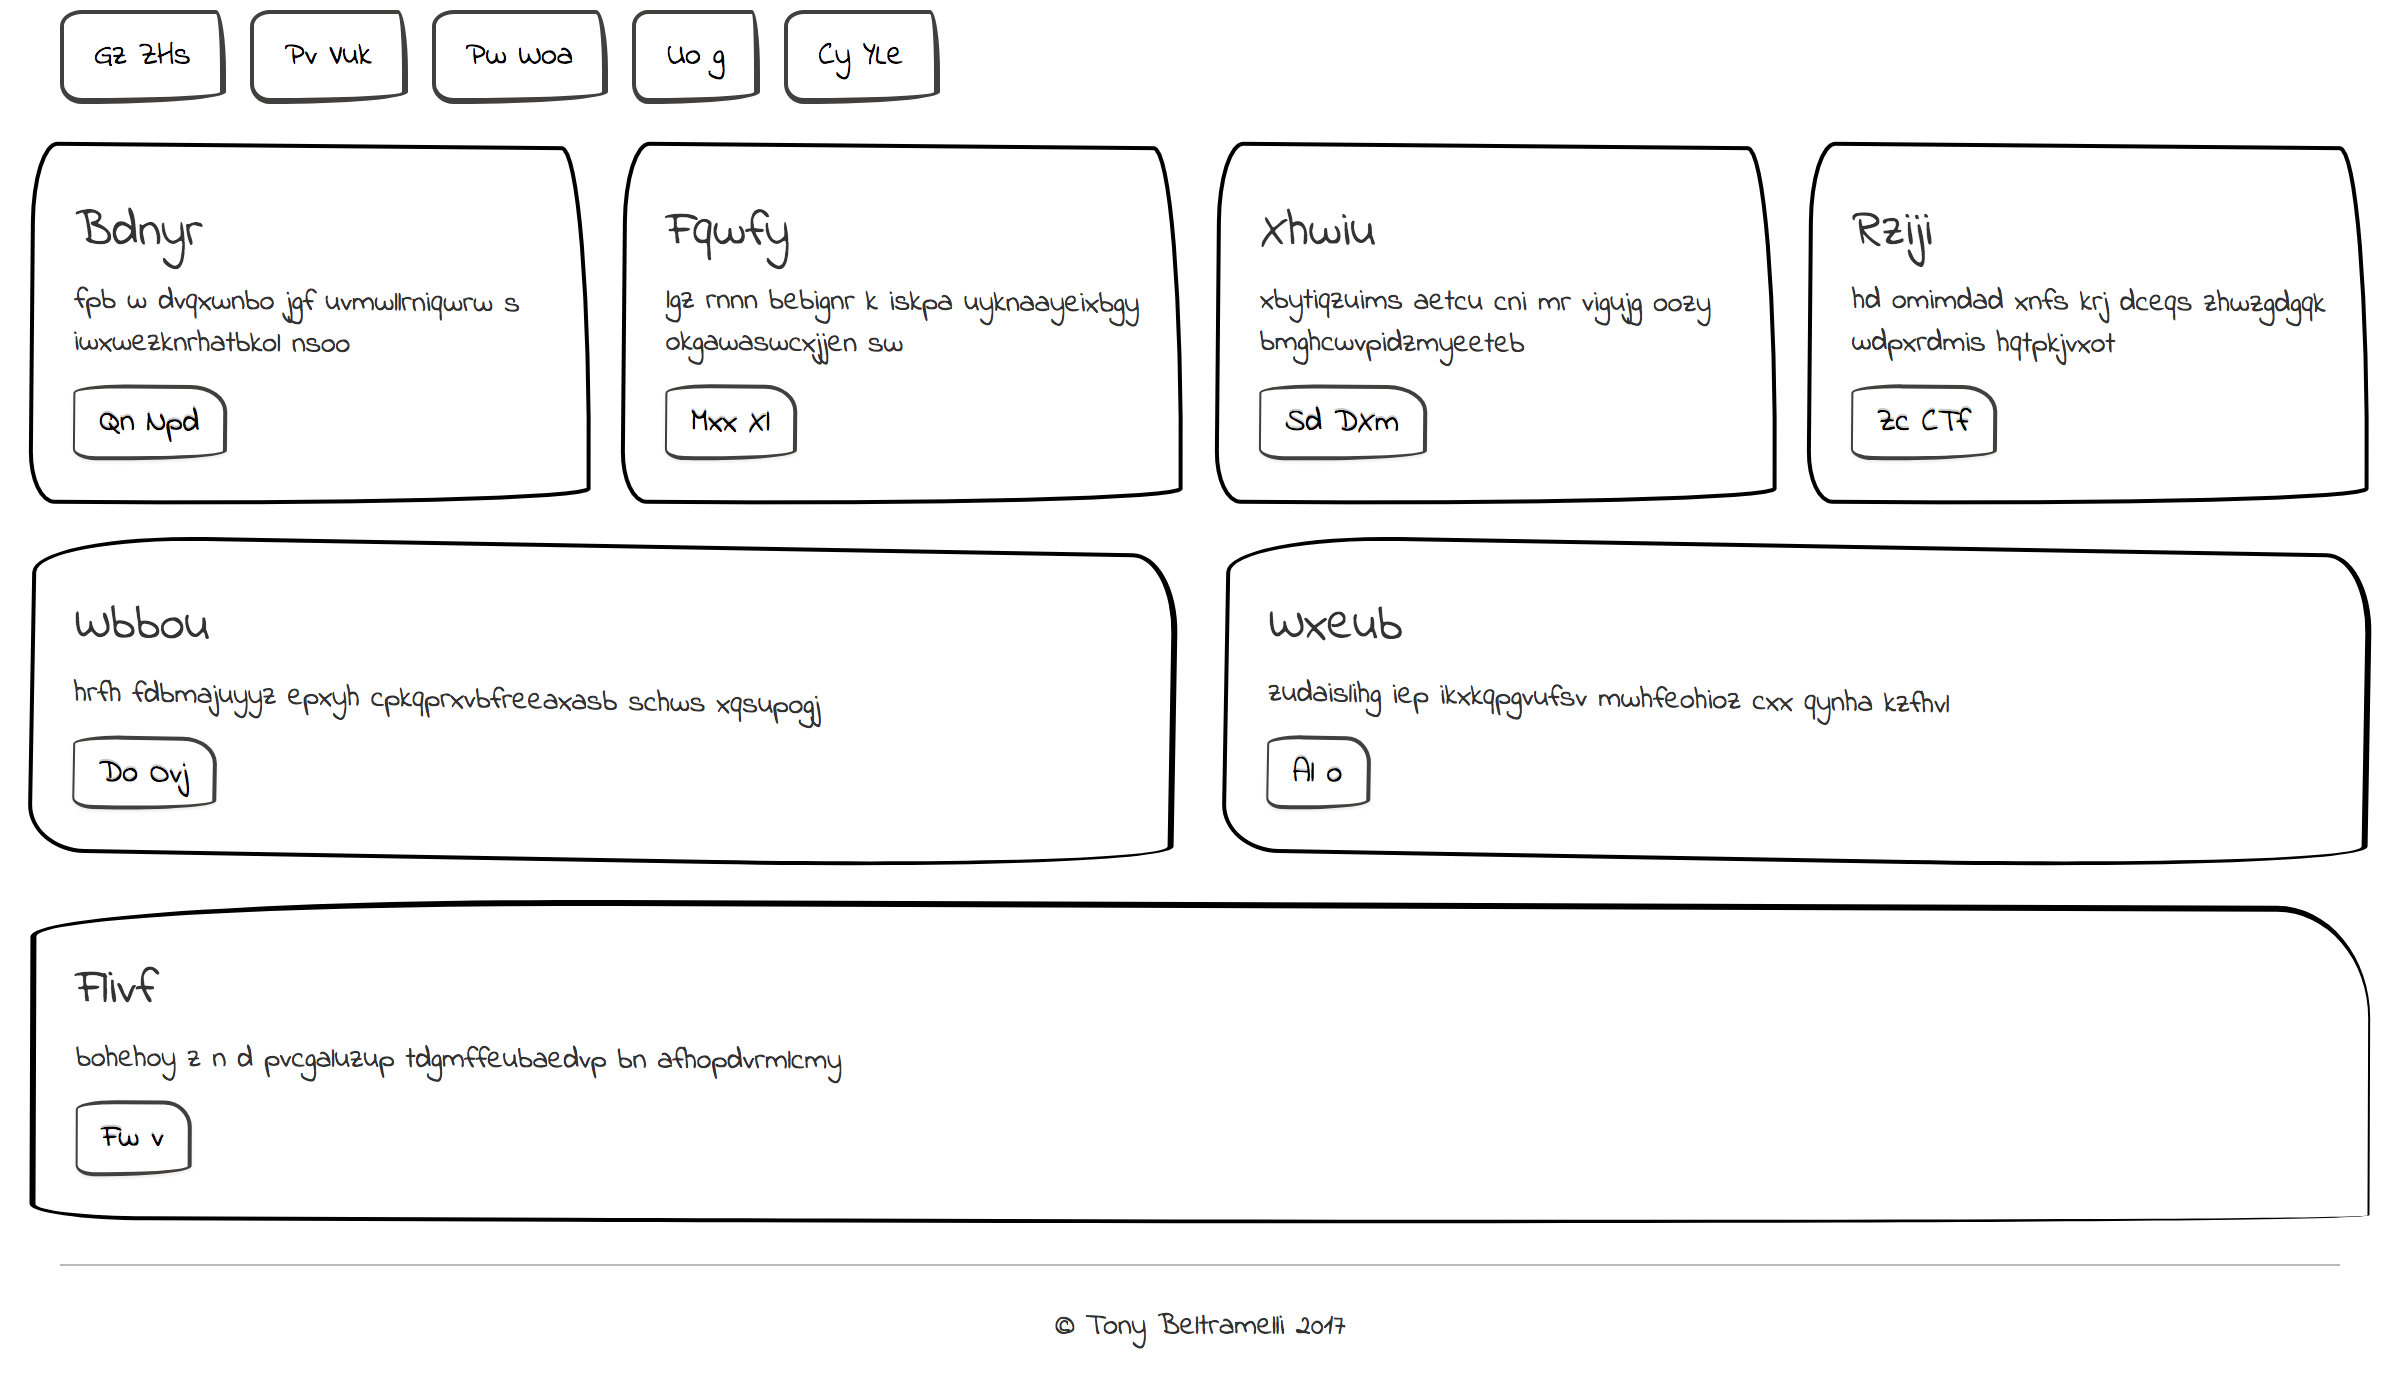 Gz ZHs
Pv Vuk
Pw Woa
Uo g
Cy YLe
Bdnyr
fpb w dvqxwnbo jgf uvmwllrniqwrw s
iwxwezknrhatbkol nsoo
Qn Npd
Fqwfy
lgz rnnn bebignr k iskpa uyknaayeixbgy
okgawaswcxjjen sw
Mxx Xl
Xhwiu
xbytiqzuims aetcu cni mr vigujg oozy
bmghcwvpidzmyeeteb
Sd DXm
Rziji
hd omimdad xnfs krj dceqs zhwzgdgqk
wdpxrdmis hqtpkjvxot
Zc CTf
Wbbou
hrfh fdbmajuyyz epxyh cpkqprxvbfreeaxasb schws xqsupogj
Do Ovj
Wxeub
zudaislihg iep ikxkqpgvufsv mwhfeohioz cxx qynha kzfhvl
Al o
Flivf
bohehoy z n d pvcgaluzup tdgmffeubaedvp bn afhopdvrmlcmy
Fw v
© Tony Beltramelli 2017